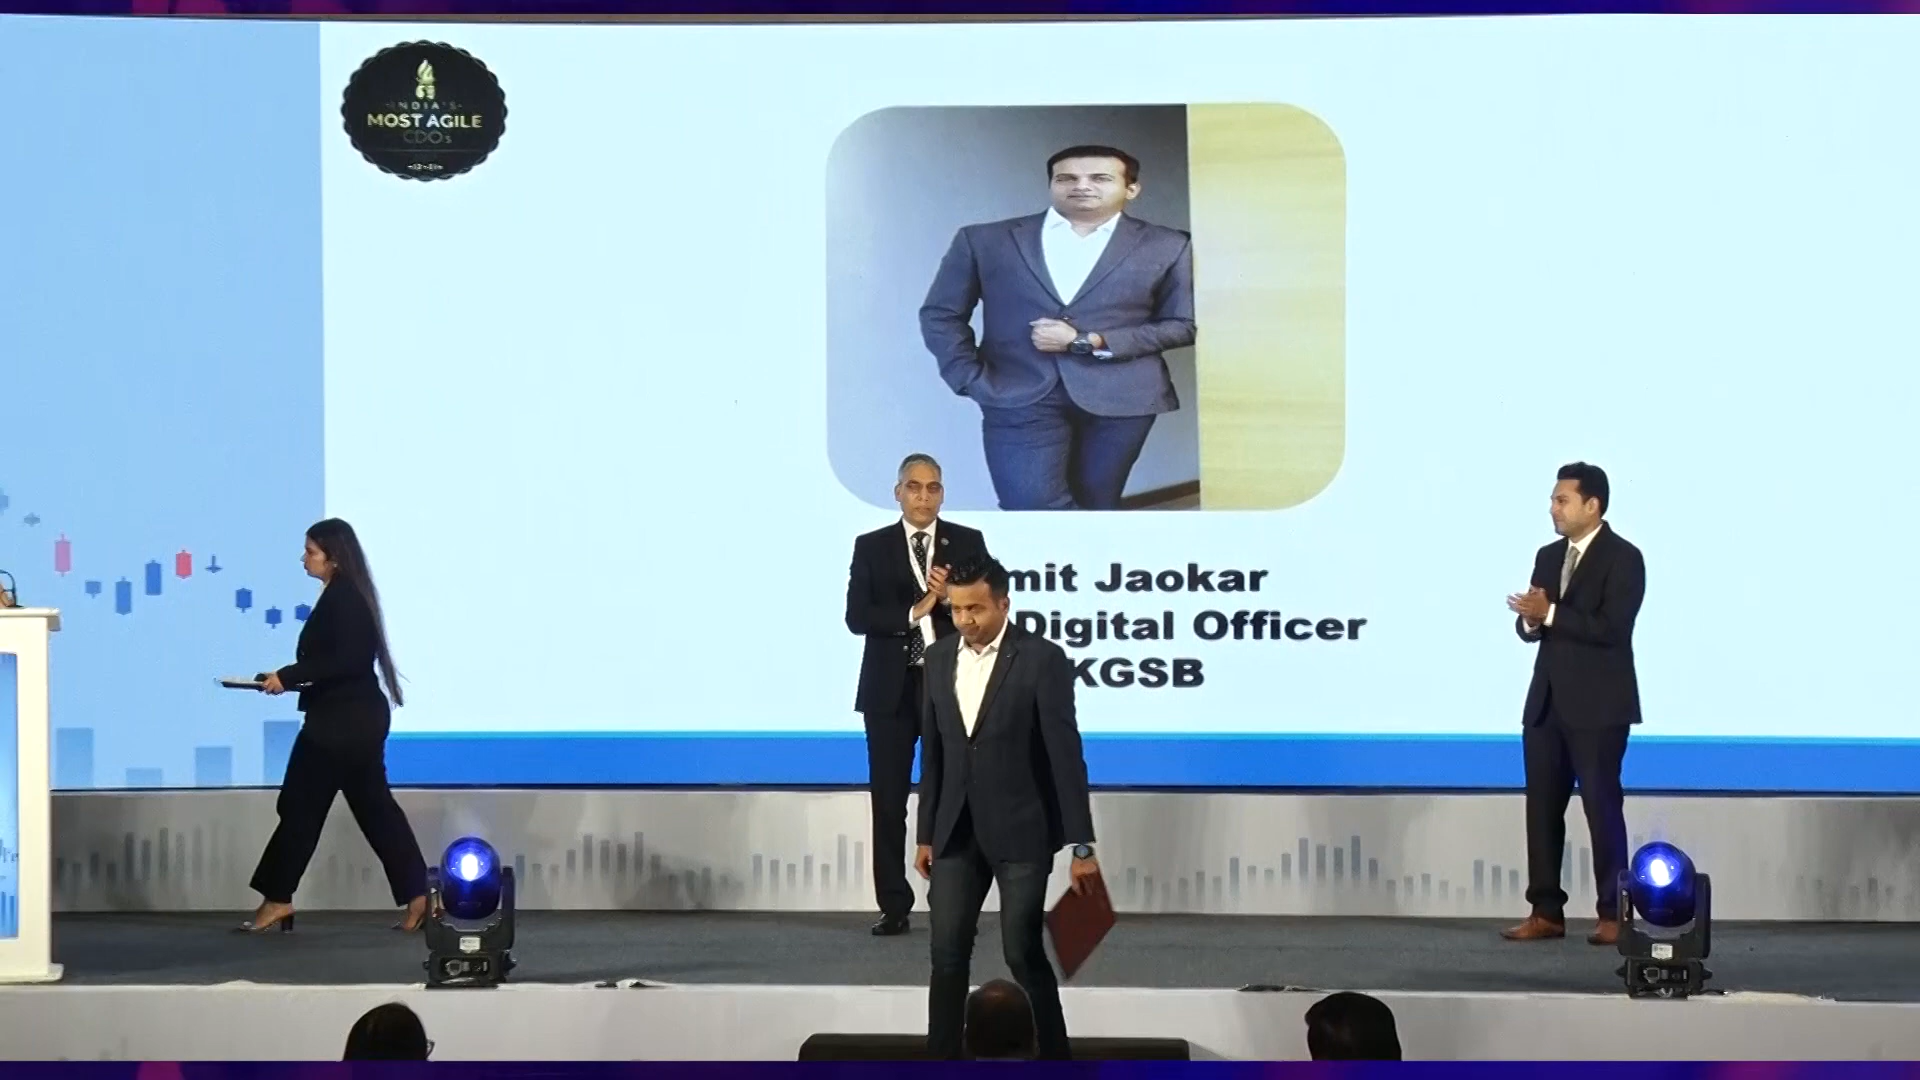 INDIA'S
MOST AGILE
CDOs
mit Jaokar
Digital Officer
KGSB